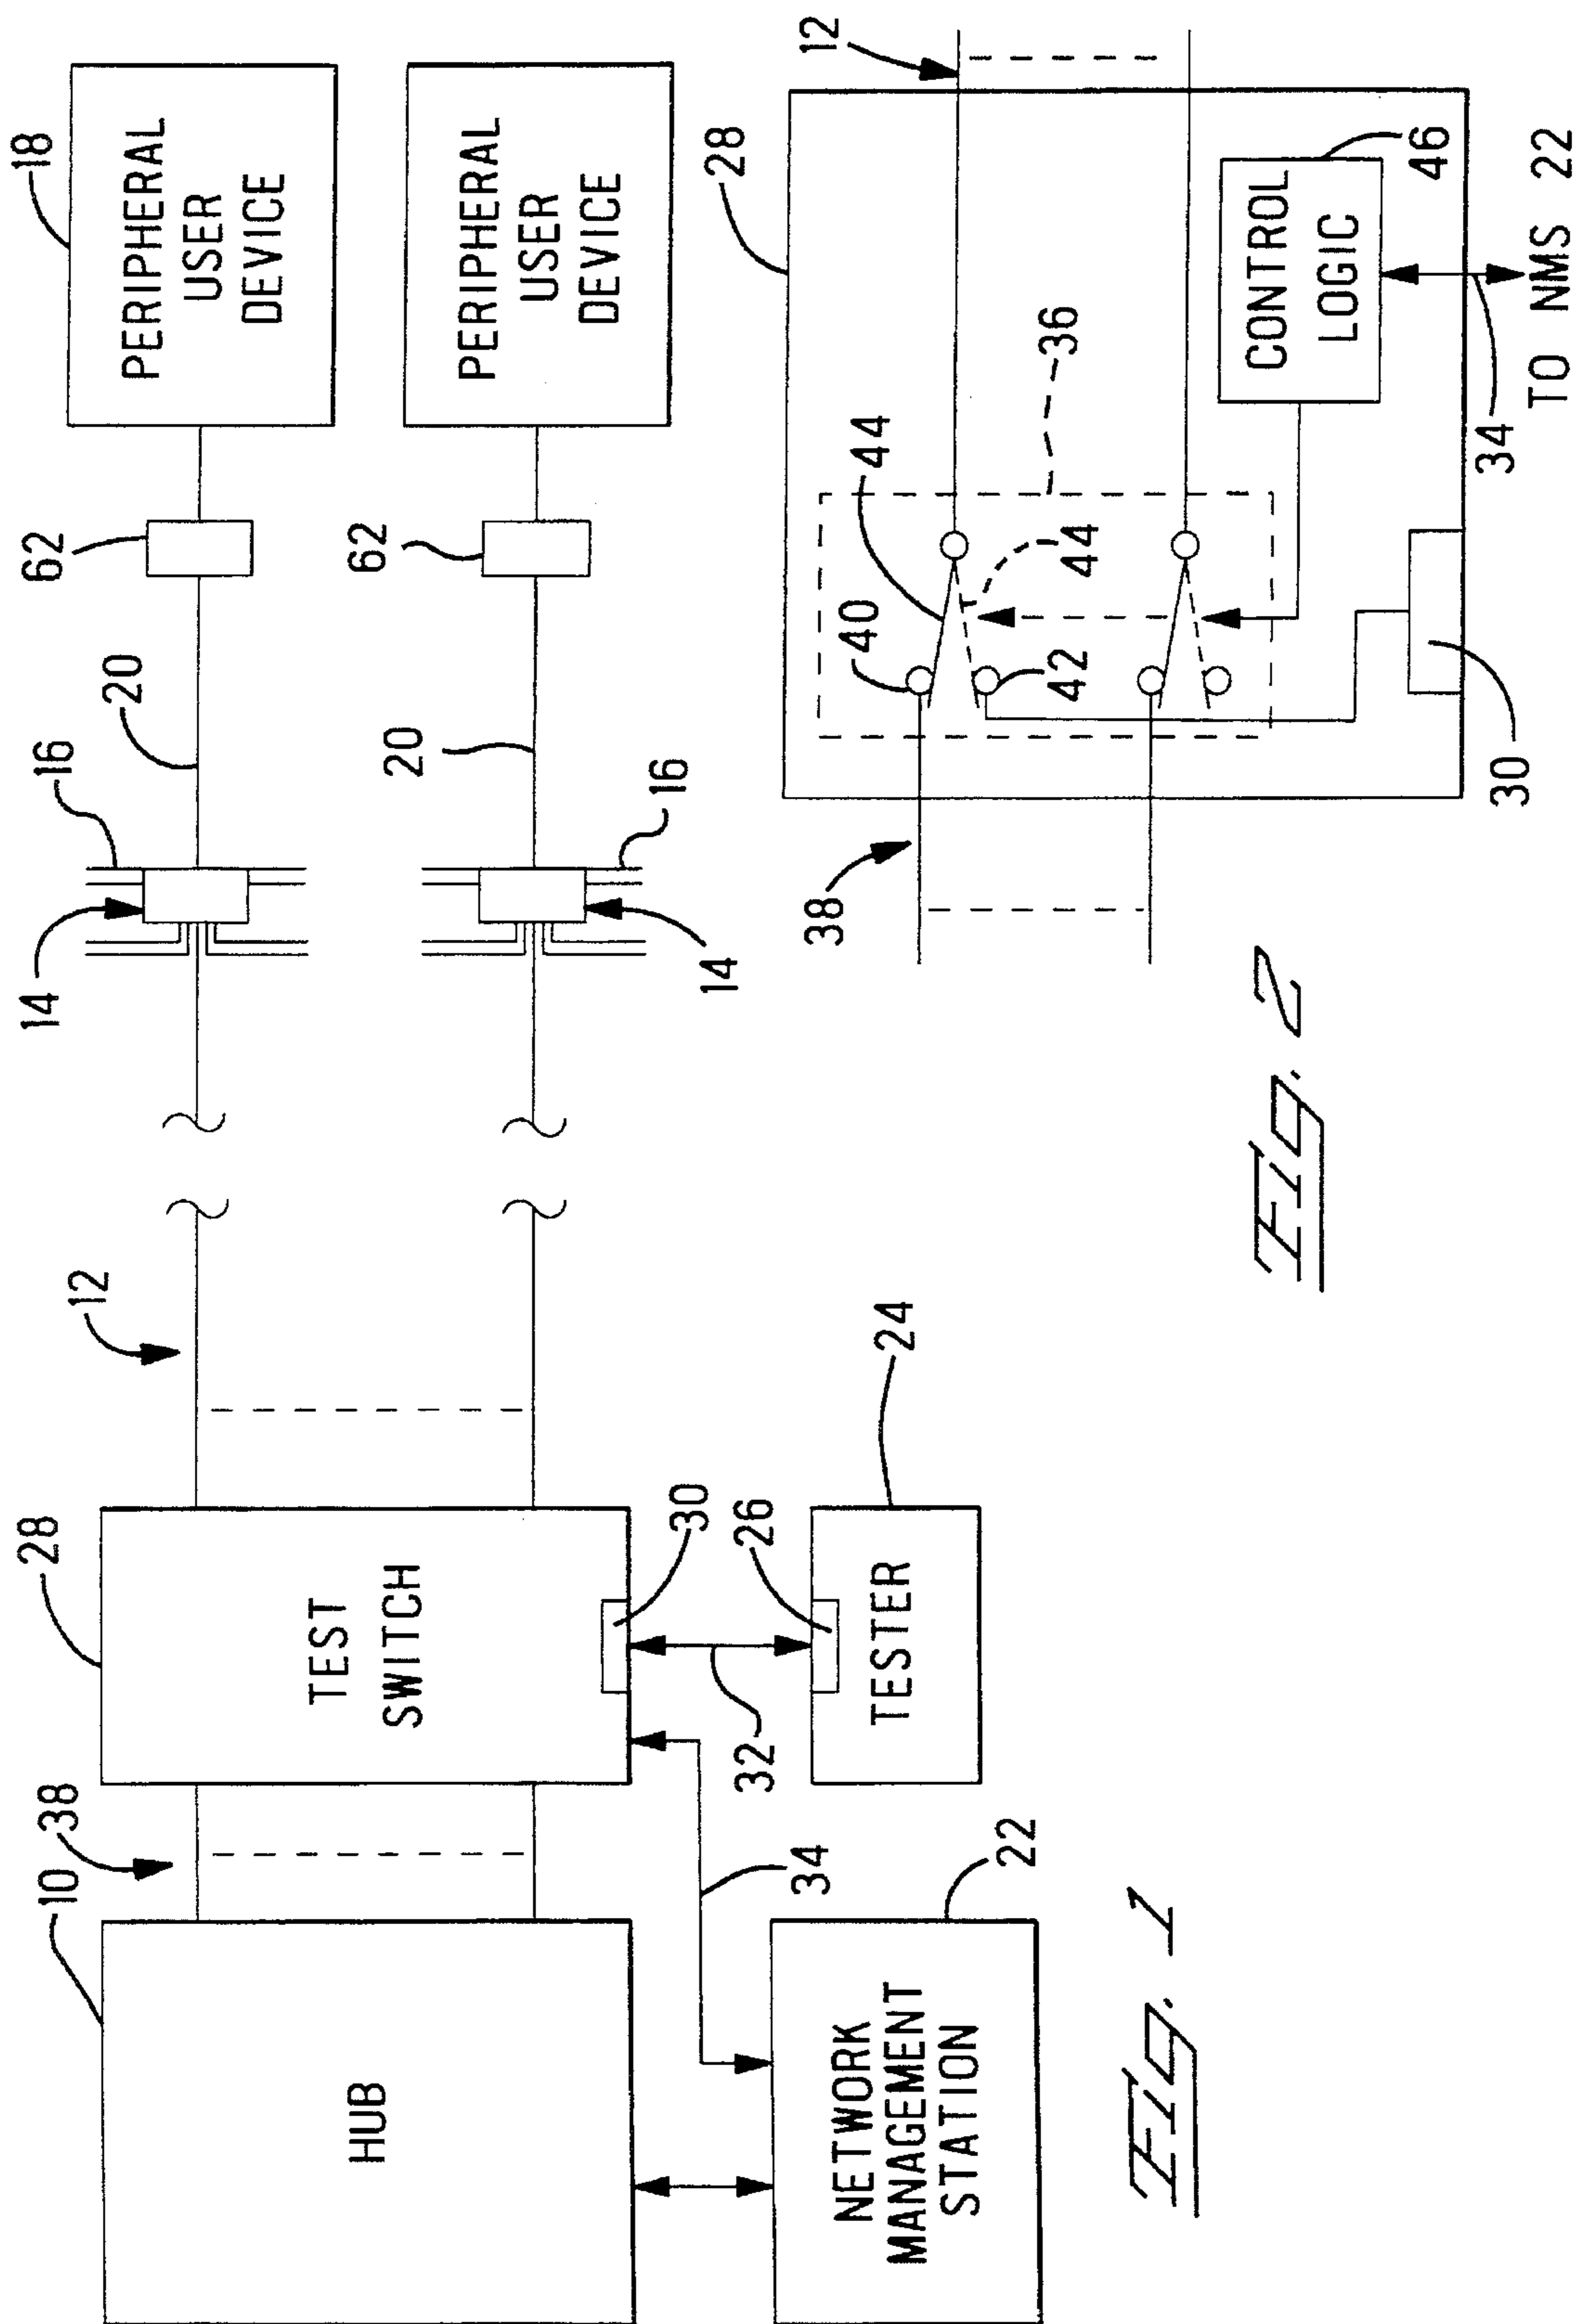 10
38
28
12
14
16
20
62
18
HUB
TEST
SWITCH
30
PERIPHERAL
USER
DEVICE
14
16
20
62
PERIPHERAL
USER
DEVICE
34
32
26
24
NETWORK
MANAGEMENT
STATION
22
TESTER
Fig. 1
38
40
44
36
28
12
42
44
CONTROL
LOGIC
46
30
34
TO NMS 22
Fig. 2